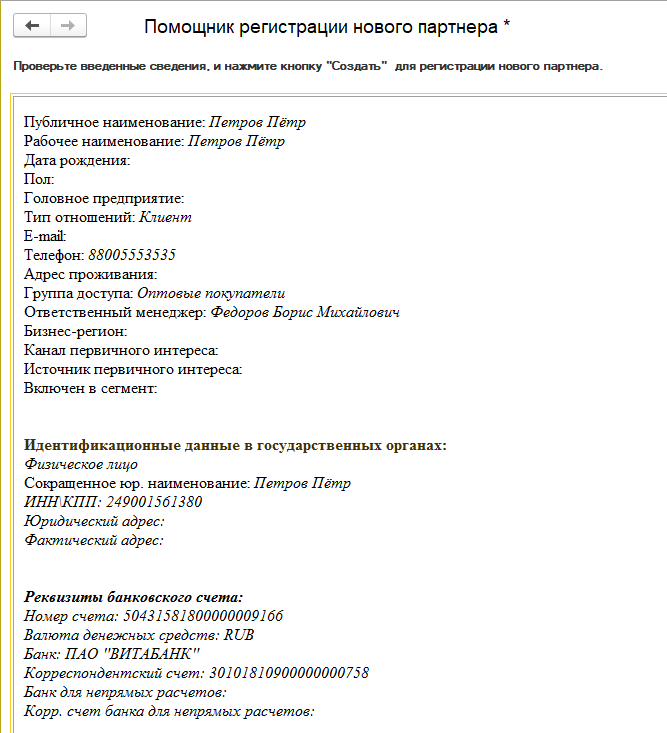 Помощник регистрации нового партнера *
Проверьте введенные сведения, и нажмите кнопку "Создать" для регистрации нового партнера.
Публичное наименование: Петров Пётр
Рабочее наименование: Петров Пётр
Дата рождения:
Пол:
Головное предприятие:
Тип отношений: Клиент
E-mail:
Телефон: 88005553535
Адрес проживания:
Группа доступа: Оптовые покупатели
Ответственный менеджер: Федоров Борис Михайлович
Бизнес-регион:
Канал первичного интереса:
Источник первичного интереса:
Включен в сегмент:
Идентификационные данные в государственных органах:
Физическое лицо
Сокращенное юр. наименование: Петров Пётр
ИНН\КПП: 249001561380
Юридический адрес:
Фактический адрес:
Реквизиты банковского счета:
Номер счета: 50431581800000009166
Валюта денежных средств: RUB
Банк: ПАО "ВИТАБАНК"
Корреспондентский счет: 30101810900000000758
Банк для непрямых расчетов:
Корр. счет банка для непрямых расчетов: